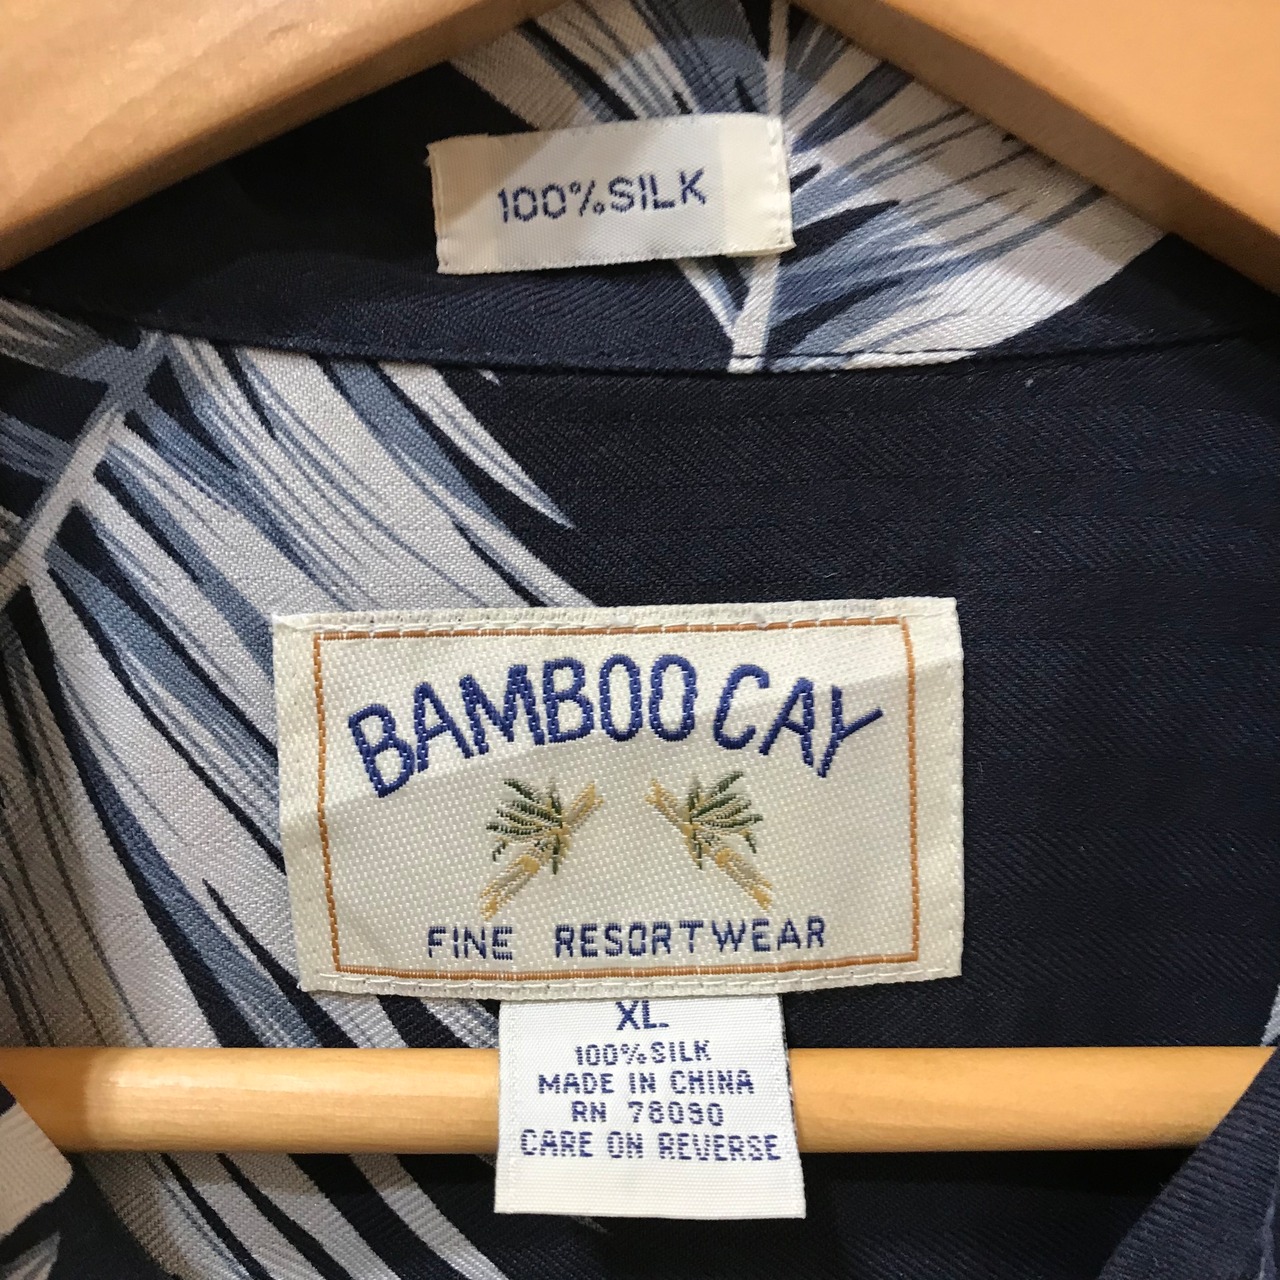 100% SILK
BAMBOO CAY
FINE RESORTWEAR
XL
100% SILK
MADE IN CHINA
RN 78090
CARE ON REVERSE